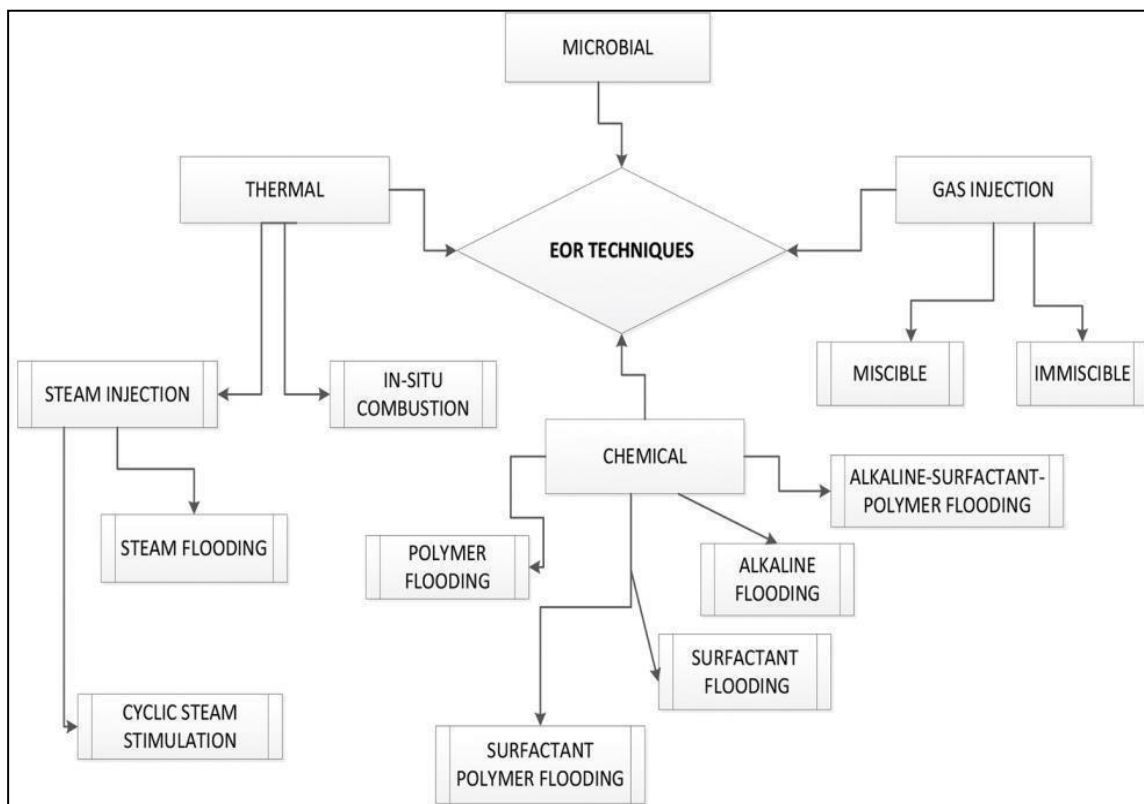 MICROBIAL
THERMAL
GAS INJECTION
EOR TECHNIQUES
STEAM INJECTION
IN-SITU
COMBUSTION
MISCIBLE
IMMISCIBLE
CHEMICAL
ALKALINE-SURFACTANT-
POLYMER FLOODING
STEAM FLOODING
POLYMER
FLOODING
ALKALINE
FLOODING
SURFACTANT
FLOODING
CYCLIC STEAM
STIMULATION
SURFACTANT
POLYMER FLOODING